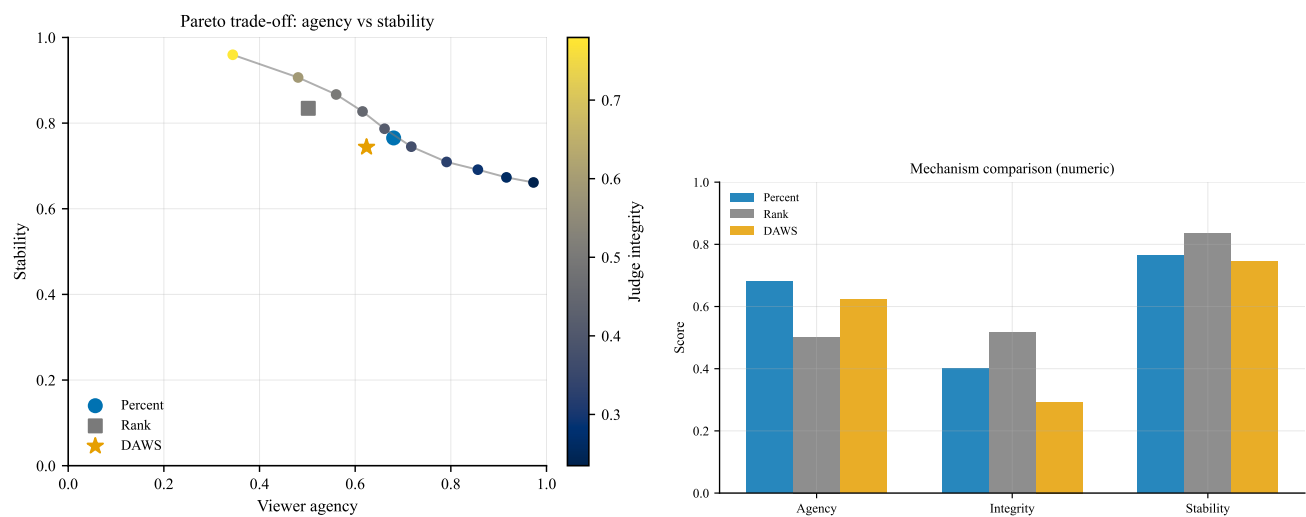 Pareto trade-off: agency vs stability
1.0
0.8
0.6
0.4
0.2
0.0
Stability
0.0
0.2
0.4
0.6
0.8
1.0
Viewer agency
Percent
Rank
DAWS
0.7
0.6
0.5
0.4
0.3
Judge integrity
Mechanism comparison (numeric)
1.0
0.8
0.6
0.4
0.2
0.0
Score
Percent
Rank
DAWS
Agency
Integrity
Stability